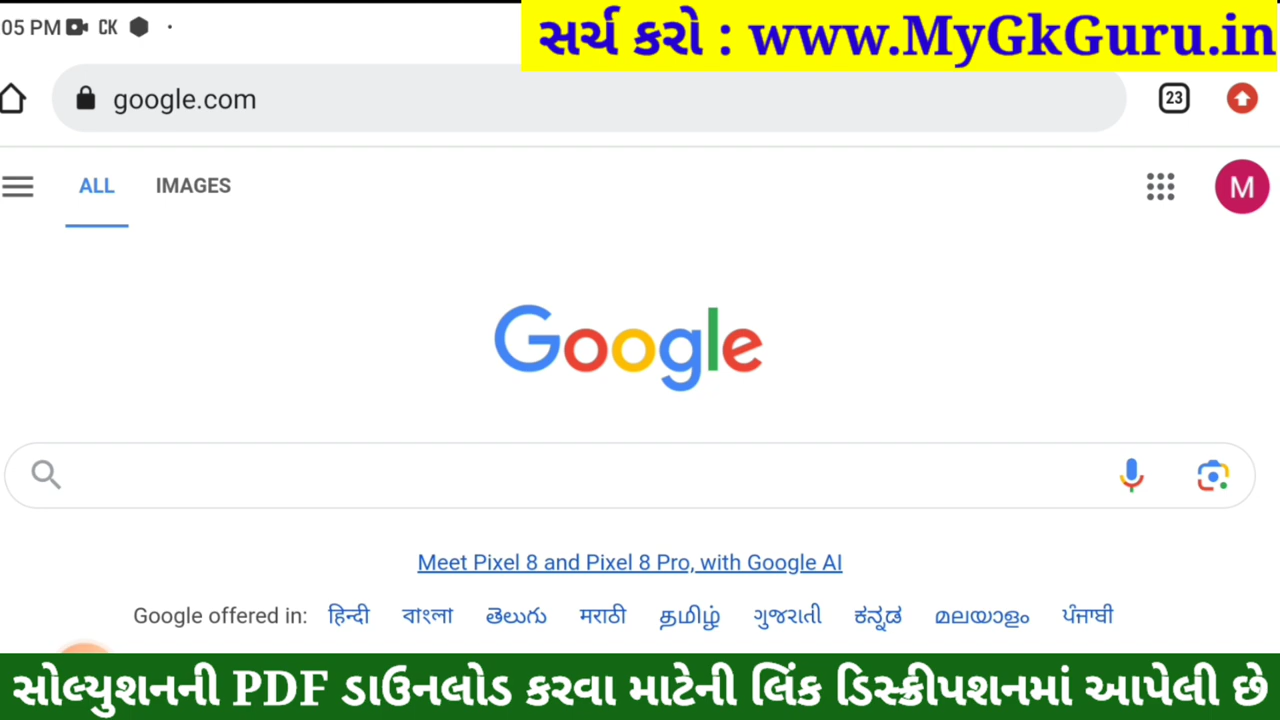 05 PM CK
સર્ચ કરો : www.MyGkGuru.in
google.com
23
ALL IMAGES
M
Google
Meet Pixel 8 and Pixel 8 Pro, with Google AI
Google offered in: हिन्दी বাংলা తెలుగు मराठी தமிழ் ગુજરાતી ಕನ್ನಡ മലയാളം ਪੰਜਾਬੀ
સોલ્યુશનની PDF ડાઉનલોડ કરવા માટેની લિંક ડિસ્ક્રીપશનમાં આપેલી છે